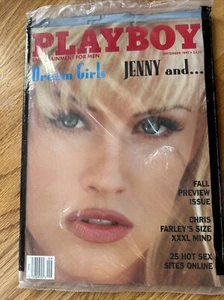 PLAYBOY
ENTERTAINMENT FOR MEN
Dream Girls
JENNY and...
FALL
PREVIEW
ISSUE
CHRIS
FARLEY'S SIZE
XXXL MIND
25 HOT SEX
SITES ONLINE